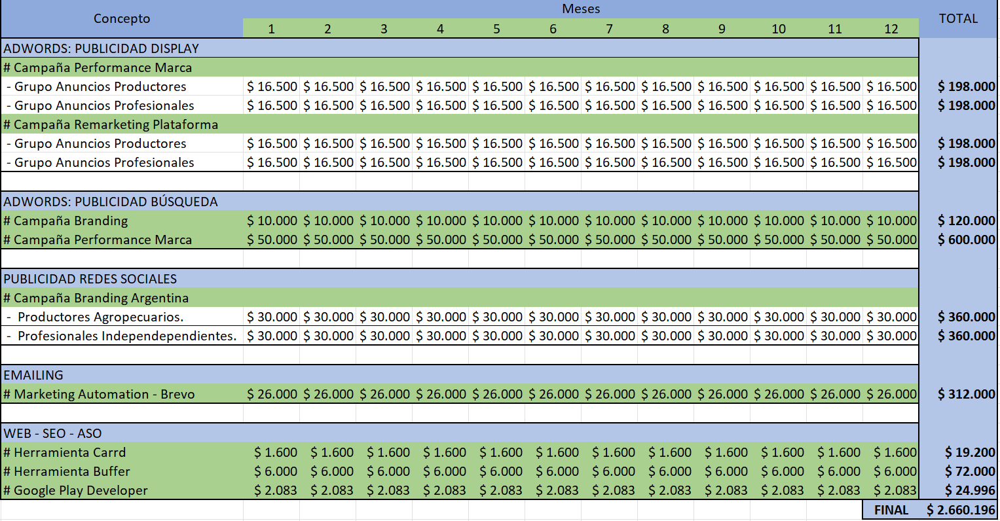 Concepto Meses TOTAL
1 2 3 4 5 6 7 8 9 10 11 12
ADWORDS: PUBLICIDAD DISPLAY
# Campaña Performance Marca
- Grupo Anuncios Productores $ 16.500 $ 16.500 $ 16.500 $ 16.500 $ 16.500 $ 16.500 $ 16.500 $ 16.500 $ 16.500 $ 16.500 $ 16.500 $ 16.500 $ 198.000
- Grupo Anuncios Profesionales $ 16.500 $ 16.500 $ 16.500 $ 16.500 $ 16.500 $ 16.500 $ 16.500 $ 16.500 $ 16.500 $ 16.500 $ 16.500 $ 16.500 $ 198.000
# Campaña Remarketing Plataforma
- Grupo Anuncios Productores $ 16.500 $ 16.500 $ 16.500 $ 16.500 $ 16.500 $ 16.500 $ 16.500 $ 16.500 $ 16.500 $ 16.500 $ 16.500 $ 16.500 $ 198.000
- Grupo Anuncios Profesionales $ 16.500 $ 16.500 $ 16.500 $ 16.500 $ 16.500 $ 16.500 $ 16.500 $ 16.500 $ 16.500 $ 16.500 $ 16.500 $ 16.500 $ 198.000
ADWORDS: PUBLICIDAD BÚSQUEDA
# Campaña Branding $ 10.000 $ 10.000 $ 10.000 $ 10.000 $ 10.000 $ 10.000 $ 10.000 $ 10.000 $ 10.000 $ 10.000 $ 10.000 $ 10.000 $ 120.000
# Campaña Performance Marca $ 50.000 $ 50.000 $ 50.000 $ 50.000 $ 50.000 $ 50.000 $ 50.000 $ 50.000 $ 50.000 $ 50.000 $ 50.000 $ 50.000 $ 600.000
PUBLICIDAD REDES SOCIALES
# Campaña Branding Argentina
- Productores Agropecuarios. $ 30.000 $ 30.000 $ 30.000 $ 30.000 $ 30.000 $ 30.000 $ 30.000 $ 30.000 $ 30.000 $ 30.000 $ 30.000 $ 30.000 $ 360.000
- Profesionales Independependientes. $ 30.000 $ 30.000 $ 30.000 $ 30.000 $ 30.000 $ 30.000 $ 30.000 $ 30.000 $ 30.000 $ 30.000 $ 30.000 $ 30.000 $ 360.000
EMAILING
# Marketing Automation - Brevo $ 26.000 $ 26.000 $ 26.000 $ 26.000 $ 26.000 $ 26.000 $ 26.000 $ 26.000 $ 26.000 $ 26.000 $ 26.000 $ 26.000 $ 312.000
WEB - SEO - ASO
# Herramienta Carrd $ 1.600 $ 1.600 $ 1.600 $ 1.600 $ 1.600 $ 1.600 $ 1.600 $ 1.600 $ 1.600 $ 1.600 $ 1.600 $ 1.600 $ 19.200
# Herramienta Buffer $ 6.000 $ 6.000 $ 6.000 $ 6.000 $ 6.000 $ 6.000 $ 6.000 $ 6.000 $ 6.000 $ 6.000 $ 6.000 $ 6.000 $ 72.000
# Google Play Developer $ 2.083 $ 2.083 $ 2.083 $ 2.083 $ 2.083 $ 2.083 $ 2.083 $ 2.083 $ 2.083 $ 2.083 $ 2.083 $ 2.083 $ 24.996
FINAL $ 2.660.196